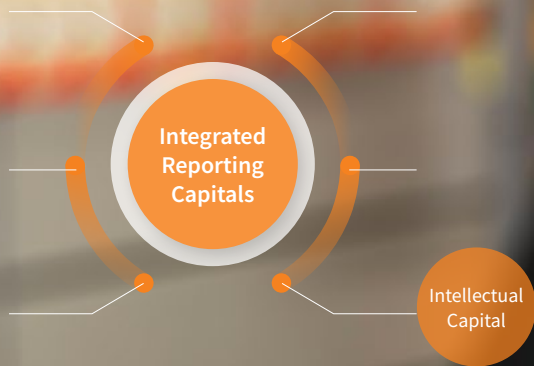 Integrated
Reporting
Capitals
Intellectual
Capital